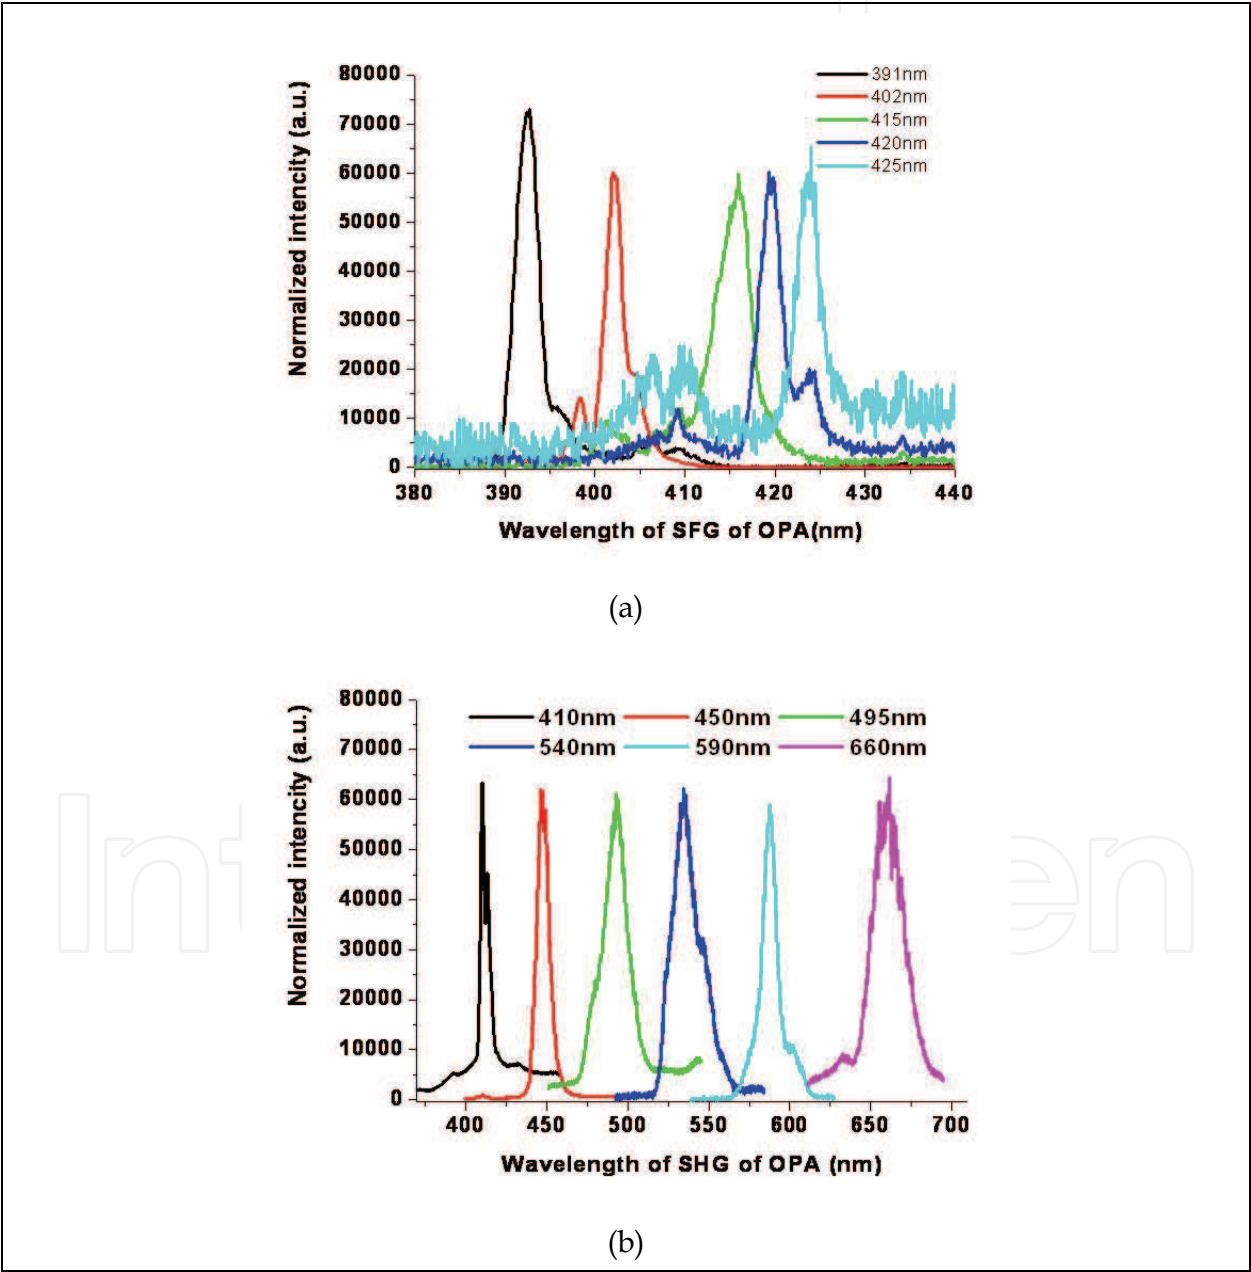 80000
70000
60000
50000
40000
30000
20000
10000
0
Normalized intencity (a.u.)
391nm
402nm
415nm
420nm
425nm
380 390 400 410 420 430 440
Wavelength of SFG of OPA(nm)
(a)
80000
70000
60000
50000
40000
30000
20000
10000
0
Normalized intencity (a.u.)
410nm 450nm 495nm
540nm 590nm 660nm
400 450 500 550 600 650 700
Wavelength of SHG of OPA (nm)
(b)